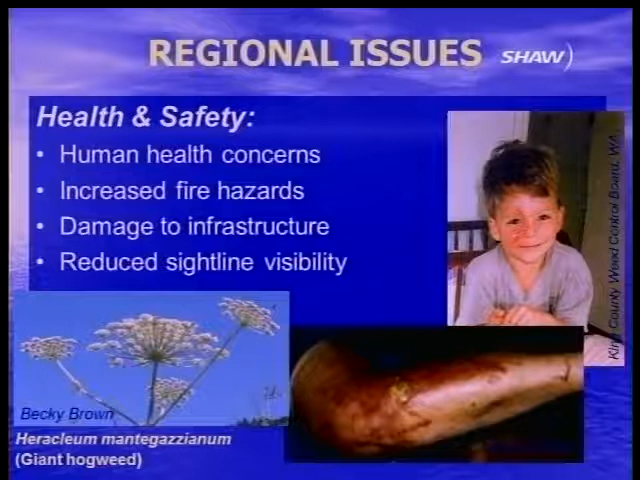 REGIONAL ISSUES
SHAW)
Health & Safety:
• Human health concerns
• Increased fire hazards
• Damage to infrastructure
• Reduced sightline visibility
King County Weed Control Board, WA
Becky Brown
Heracleum mantegazzianum
(Giant hogweed)